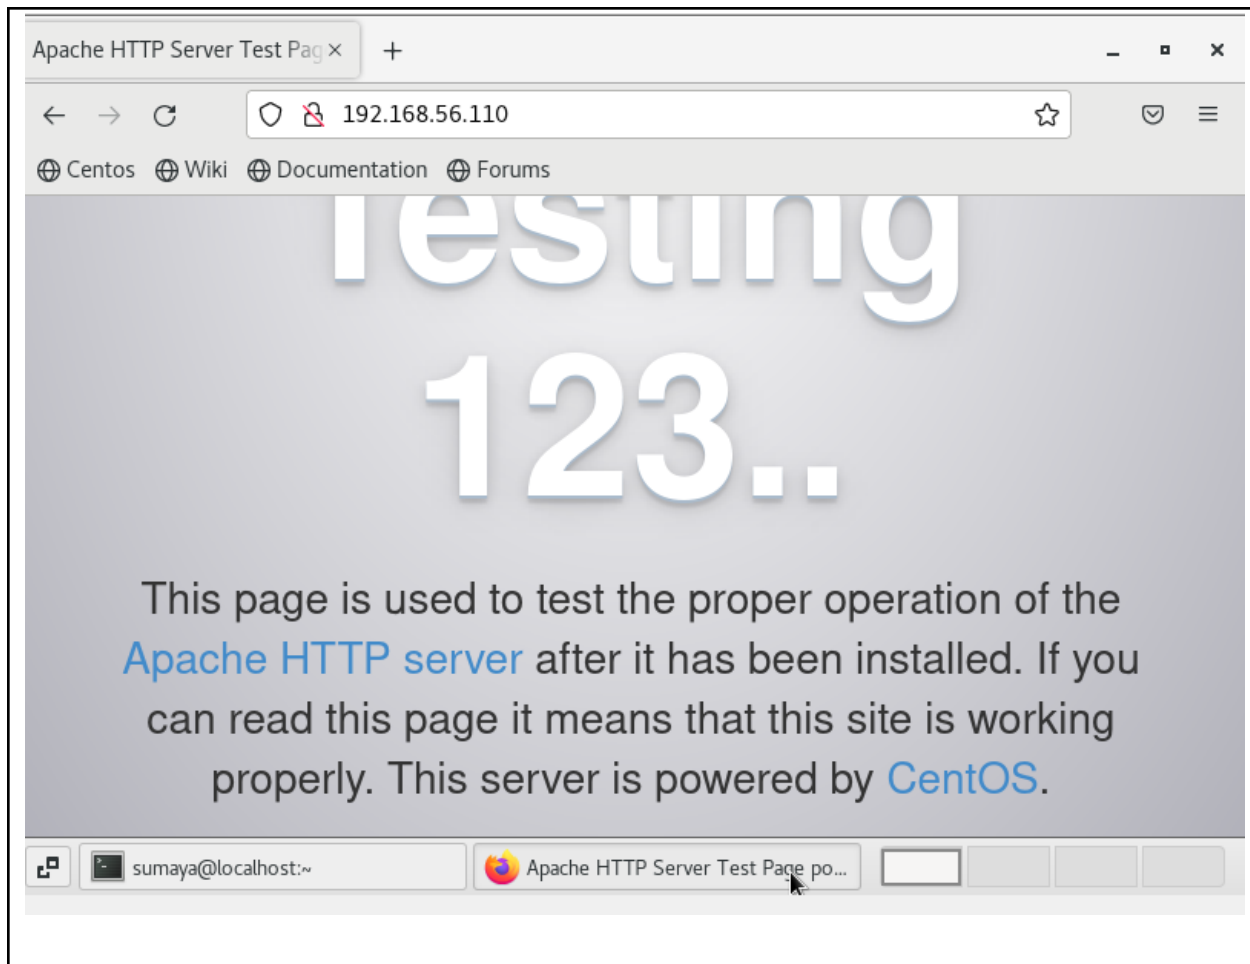 Apache HTTP Server Test Pag
192.168.56.110
Centos Wiki Documentation Forums
Testing
123..
This page is used to test the proper operation of the
Apache HTTP server after it has been installed. If you
can read this page it means that this site is working
properly. This server is powered by CentOS.
sumaya@localhost:~ Apache HTTP Server Test Page po...